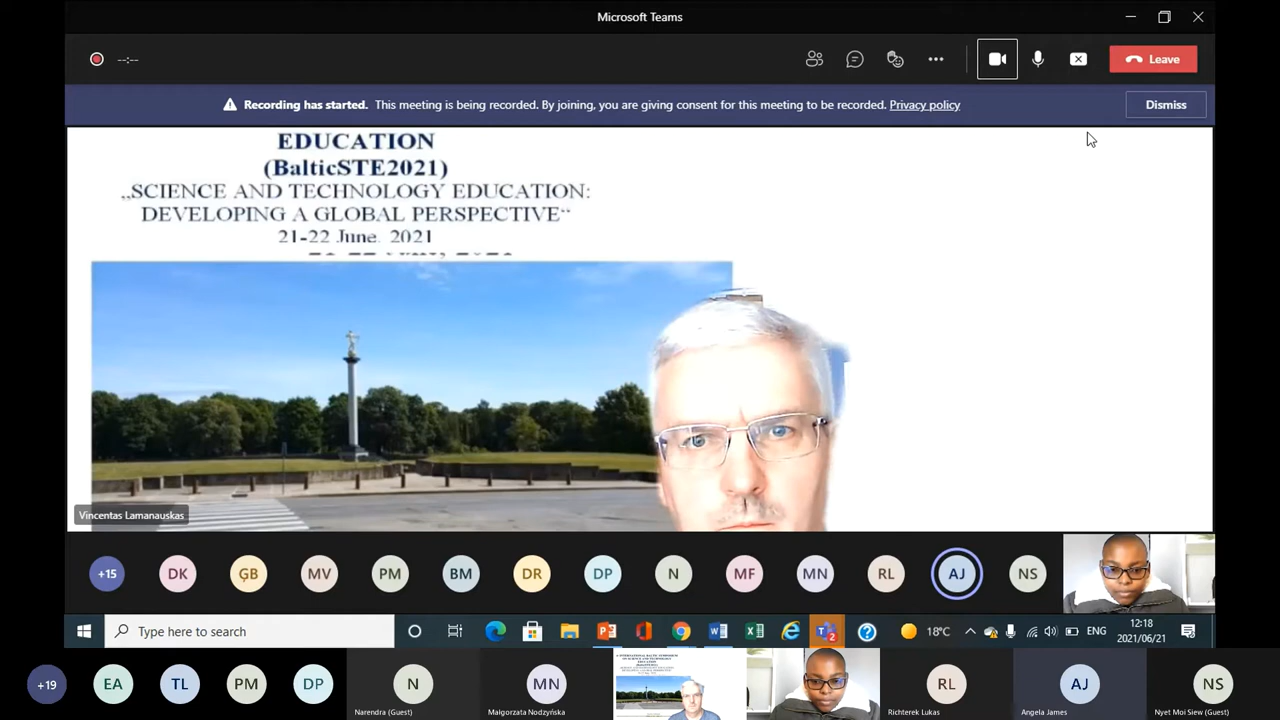 Microsoft Teams
--:--
Leave
Recording has started. This meeting is being recorded. By joining, you are giving consent for this meeting to be recorded. Privacy policy
Dismiss
EDUCATION
(BalticSTE2021)
„SCIENCE AND TECHNOLOGY EDUCATION:
DEVELOPING A GLOBAL PERSPECTIVE“
21-22 June, 2021
Vincentas Lamanauskas
+15
DK
GB
MV
PM
BM
DR
DP
N
MF
MN
RL
AJ
NS
Type here to search
2
18°C
ENG
12:18
2021/06/21
+19
EA
TL
PM
DP
N
Narendra (Guest)
MN
Małgorzata Nodzyńska
RL
Richterek Lukas
AJ
Angela James
NS
Nyet Moi Siew (Guest)